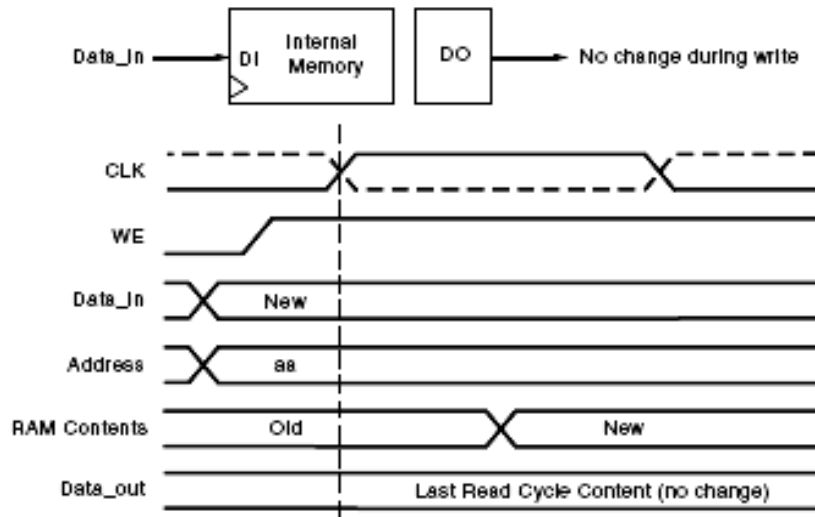 Data_In DI Internal Memory DO No change during write
CLK
WE
Data_In New
Address aa
RAM Contents Old New
Data_out Last Read Cycle Content (no change)